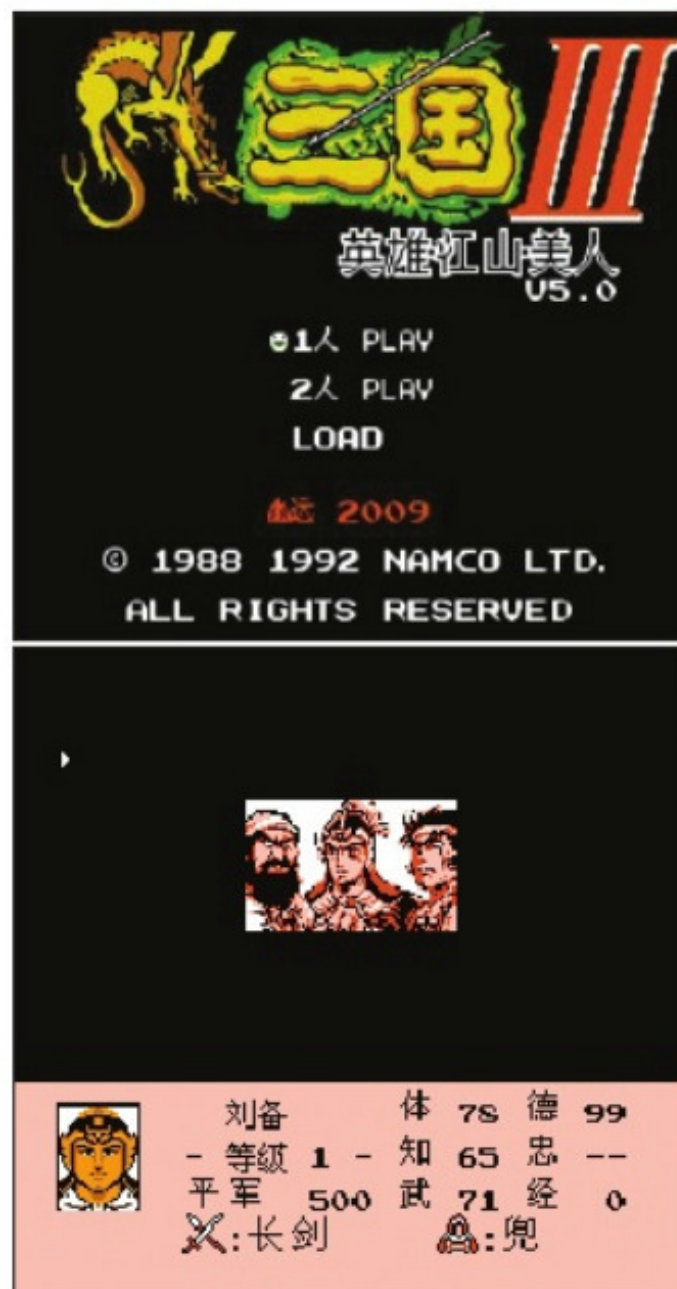 三国 III
英雄·江山·美人
V5.0
1人 PLAY
2人 PLAY
LOAD
2009
© 1988 1992 NAMCO LTD.
ALL RIGHTS RESERVED
刘备 体 78 德 99
- 等级 1 - 知 65 忠 --
平军 500 武 71 经 0
:长剑 :兜